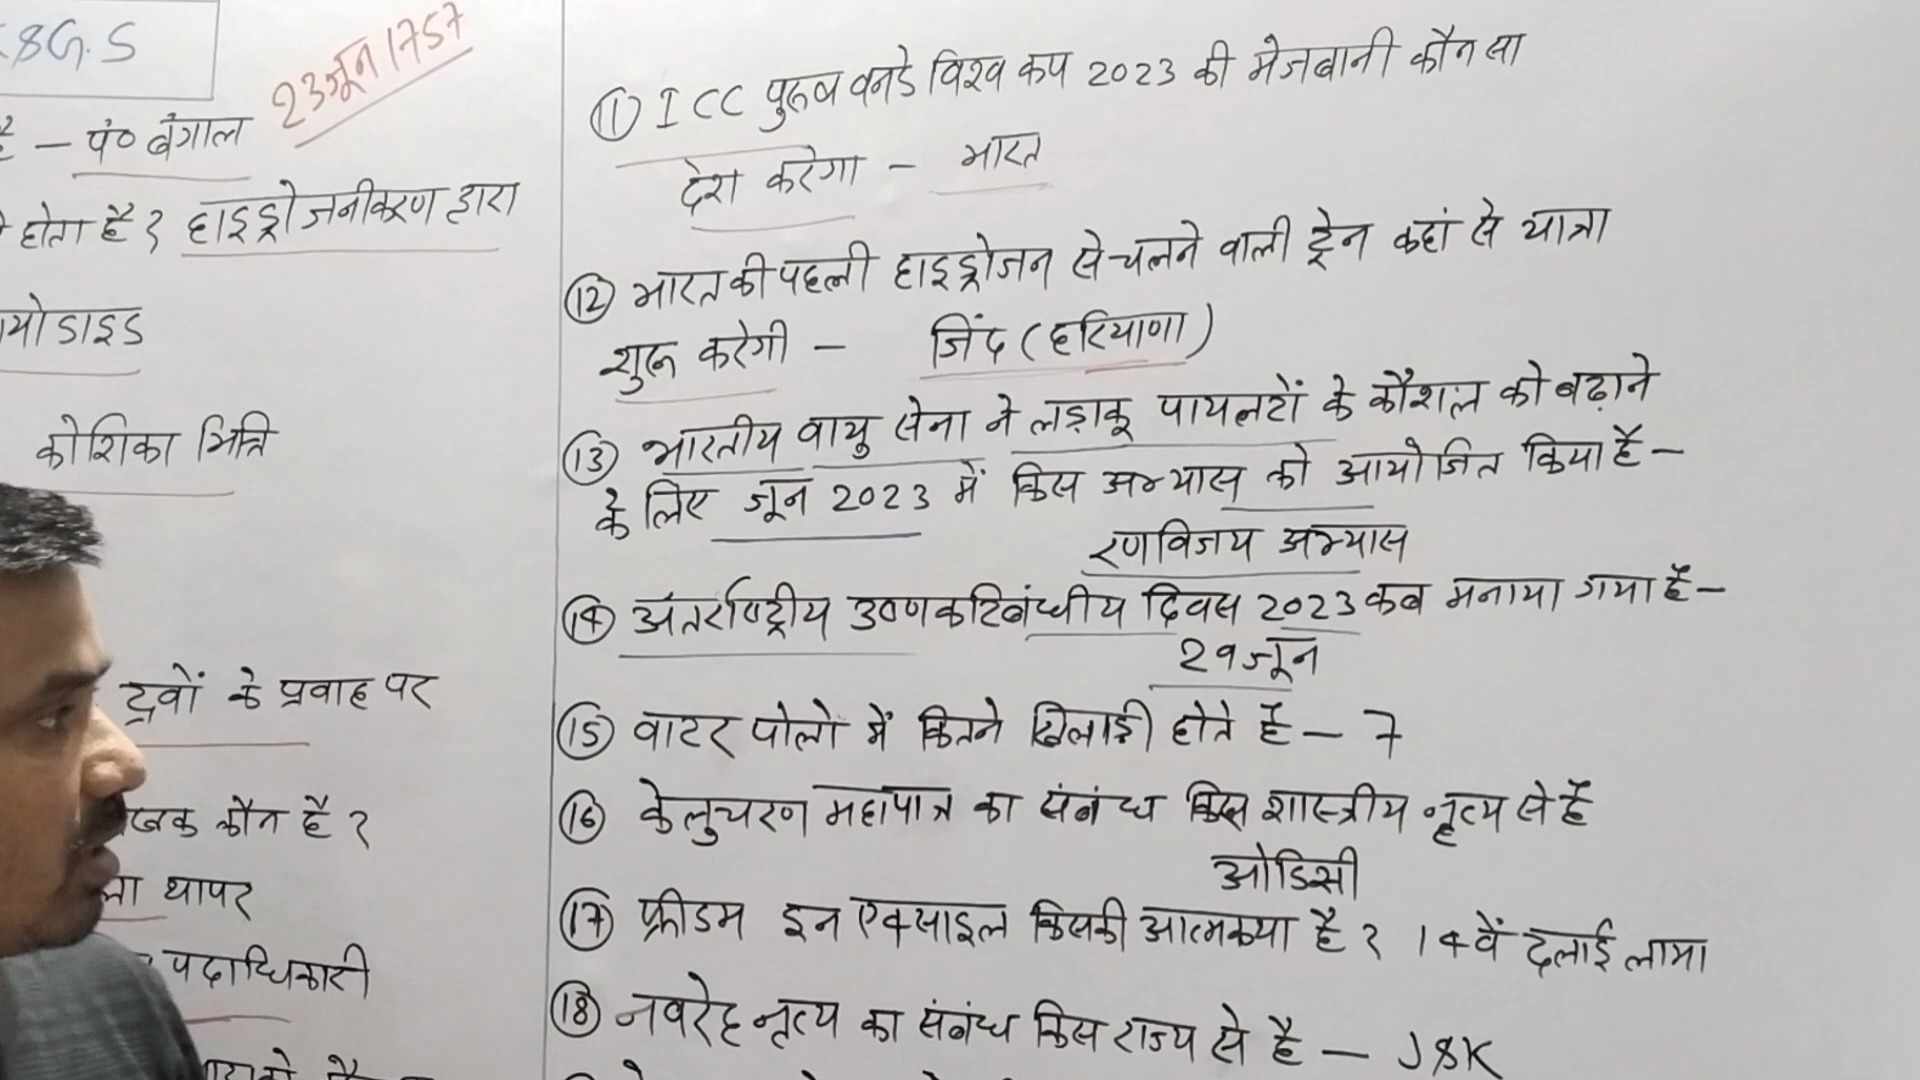 &G.S
23जून 1757
है – पं० बंगाल
होता है? हाइड्रोजनीकरण द्वारा
योडाइड
कोशिका भित्ति
द्रवों के प्रवाह पर
कौन है?
थापर
पदाधिकारी
⑪ ICC पुरुष वनडे विश्व कप 2023 की मेजबानी कौन सा
देश करेगा – भारत
⑫ भारत की पहली हाइड्रोजन से चलने वाली ट्रेन कहां से यात्रा
शुरू करेगी – जिंद (हरियाणा)
⑬ भारतीय वायु सेना ने लड़ाकू पायलटों के कौशल को बढ़ाने
के लिए जून 2023 में किस अभ्यास को आयोजित किया है –
रणविजय अभ्यास
⑭ अंतर्राष्ट्रीय उष्णकटिबंधीय दिवस 2023 कब मनाया गया है –
29 जून
⑮ वाटर पोलो में कितने खिलाड़ी होते है – 7
⑯ केलुचरण महापात्र का संबंध किस शास्त्रीय नृत्य से है
ओडिसी
⑰ फ्रीडम इन एक्साइल किसकी आत्मकथा है? 14 वें दलाई लामा
⑱ नवरेह नृत्य का संबंध किस राज्य से है – J&K